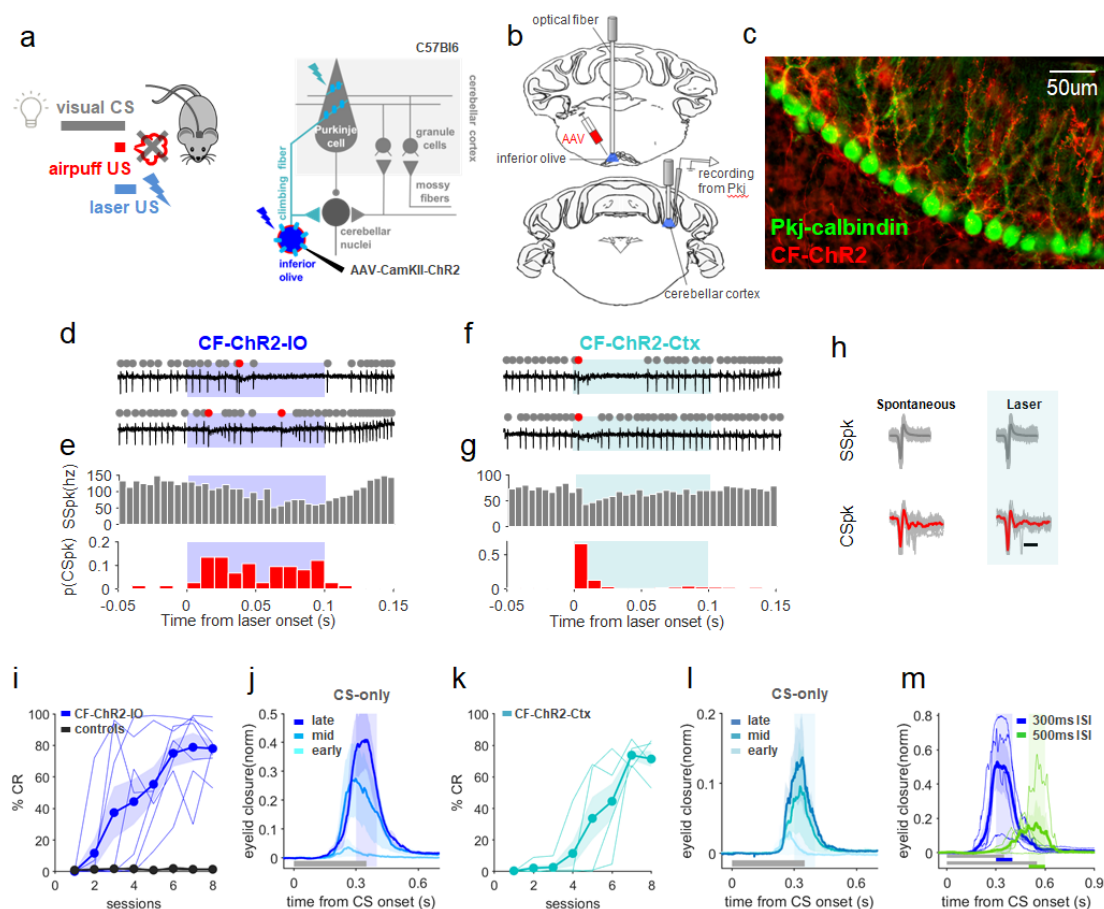 a
visual CS
airpuff US
laser US
C57Bl6
cerebellar cortex
Purkinje
cell
granule
cells
mossy
fibers
climbing fiber
cerebellar
nuclei
inferior
olive
AAV-CamKII-ChR2
b
optical fiber
AAV
inferior olive
recording
from Pkj
cerebellar cortex
c
50um
Pkj-calbindin
CF-ChR2
d
CF-ChR2-IO
e
SSpk(hz)
150
100
50
0
p(CSpk)
0.2
0.1
0
-0.05
0
0.05
0.10
0.15
Time from laser onset (s)
f
CF-ChR2-Ctx
g
100
50
0
0.5
0
-0.05
0
0.05
0.1
0.15
Time from laser onset (s)
h
Spontaneous
Laser
SSpk
CSpk
i
CF-ChR2-IO
controls
% CR
100
80
60
40
20
0
2
4
6
8
sessions
j
CS-only
late
mid
early
eyelid closure(norm)
0.5
0.4
0.3
0.2
0.1
0
0
0.3
0.6
time from CS onset (s)
k
CF-ChR2-Ctx
% CR
100
80
60
40
20
0
2
4
6
8
sessions
l
CS-only
late
mid
early
eyelid closure(norm)
0.2
0.1
0
0
0.3
0.6
time from CS onset (s)
m
300ms ISI
500ms ISI
eyelid closure(norm)
0.8
0.6
0.4
0.2
0
0
0.3
0.6
0.9
time from CS onset (s)